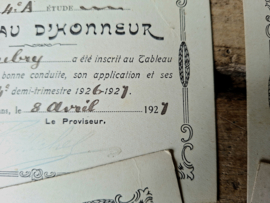 4e A ÉTUDE
AU D'HONNEUR
a été inscrit au Tableau
bonne conduite, son application et ses
demi-trimestre 1926-1927.
le 8 Avril 1927
Le Proviseur,